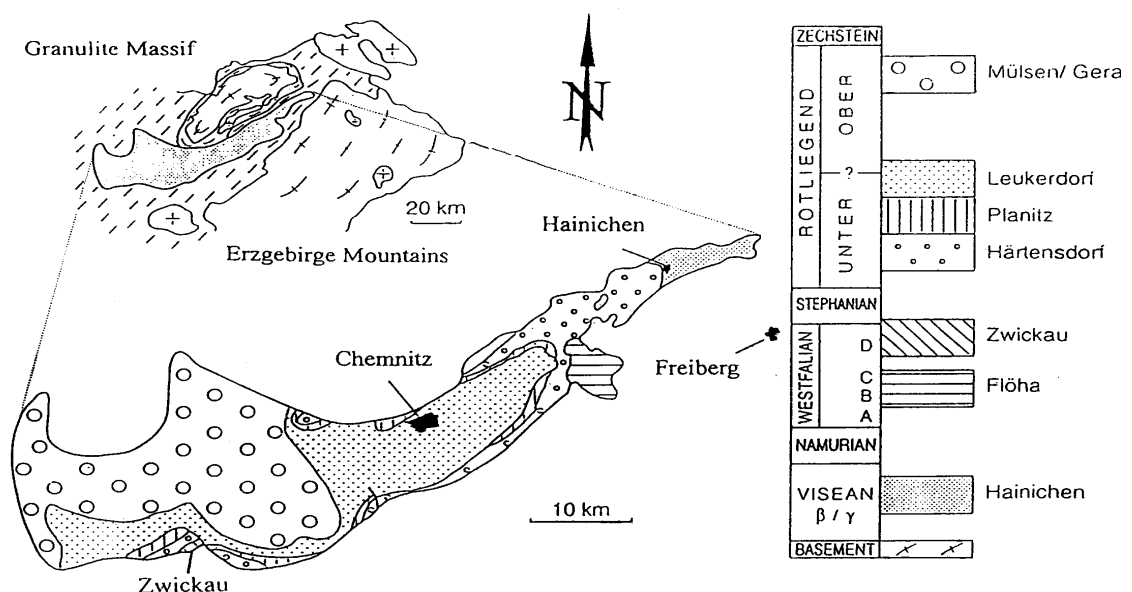 Granulite Massif
N
20 km
Erzgebirge Mountains
Hainichen
Chemnitz
Freiberg
10 km
Zwickau
ZECHSTEIN
ROTLIEGEND
OBER
?
UNTER
STEPHANIAN
WESTFALIAN
D
C
B
A
NAMURIAN
VISEAN
β / γ
BASEMENT
Mülsen/ Gera
Leukerdorf
Planitz
Härtensdorf
Zwickau
Flöha
Hainichen